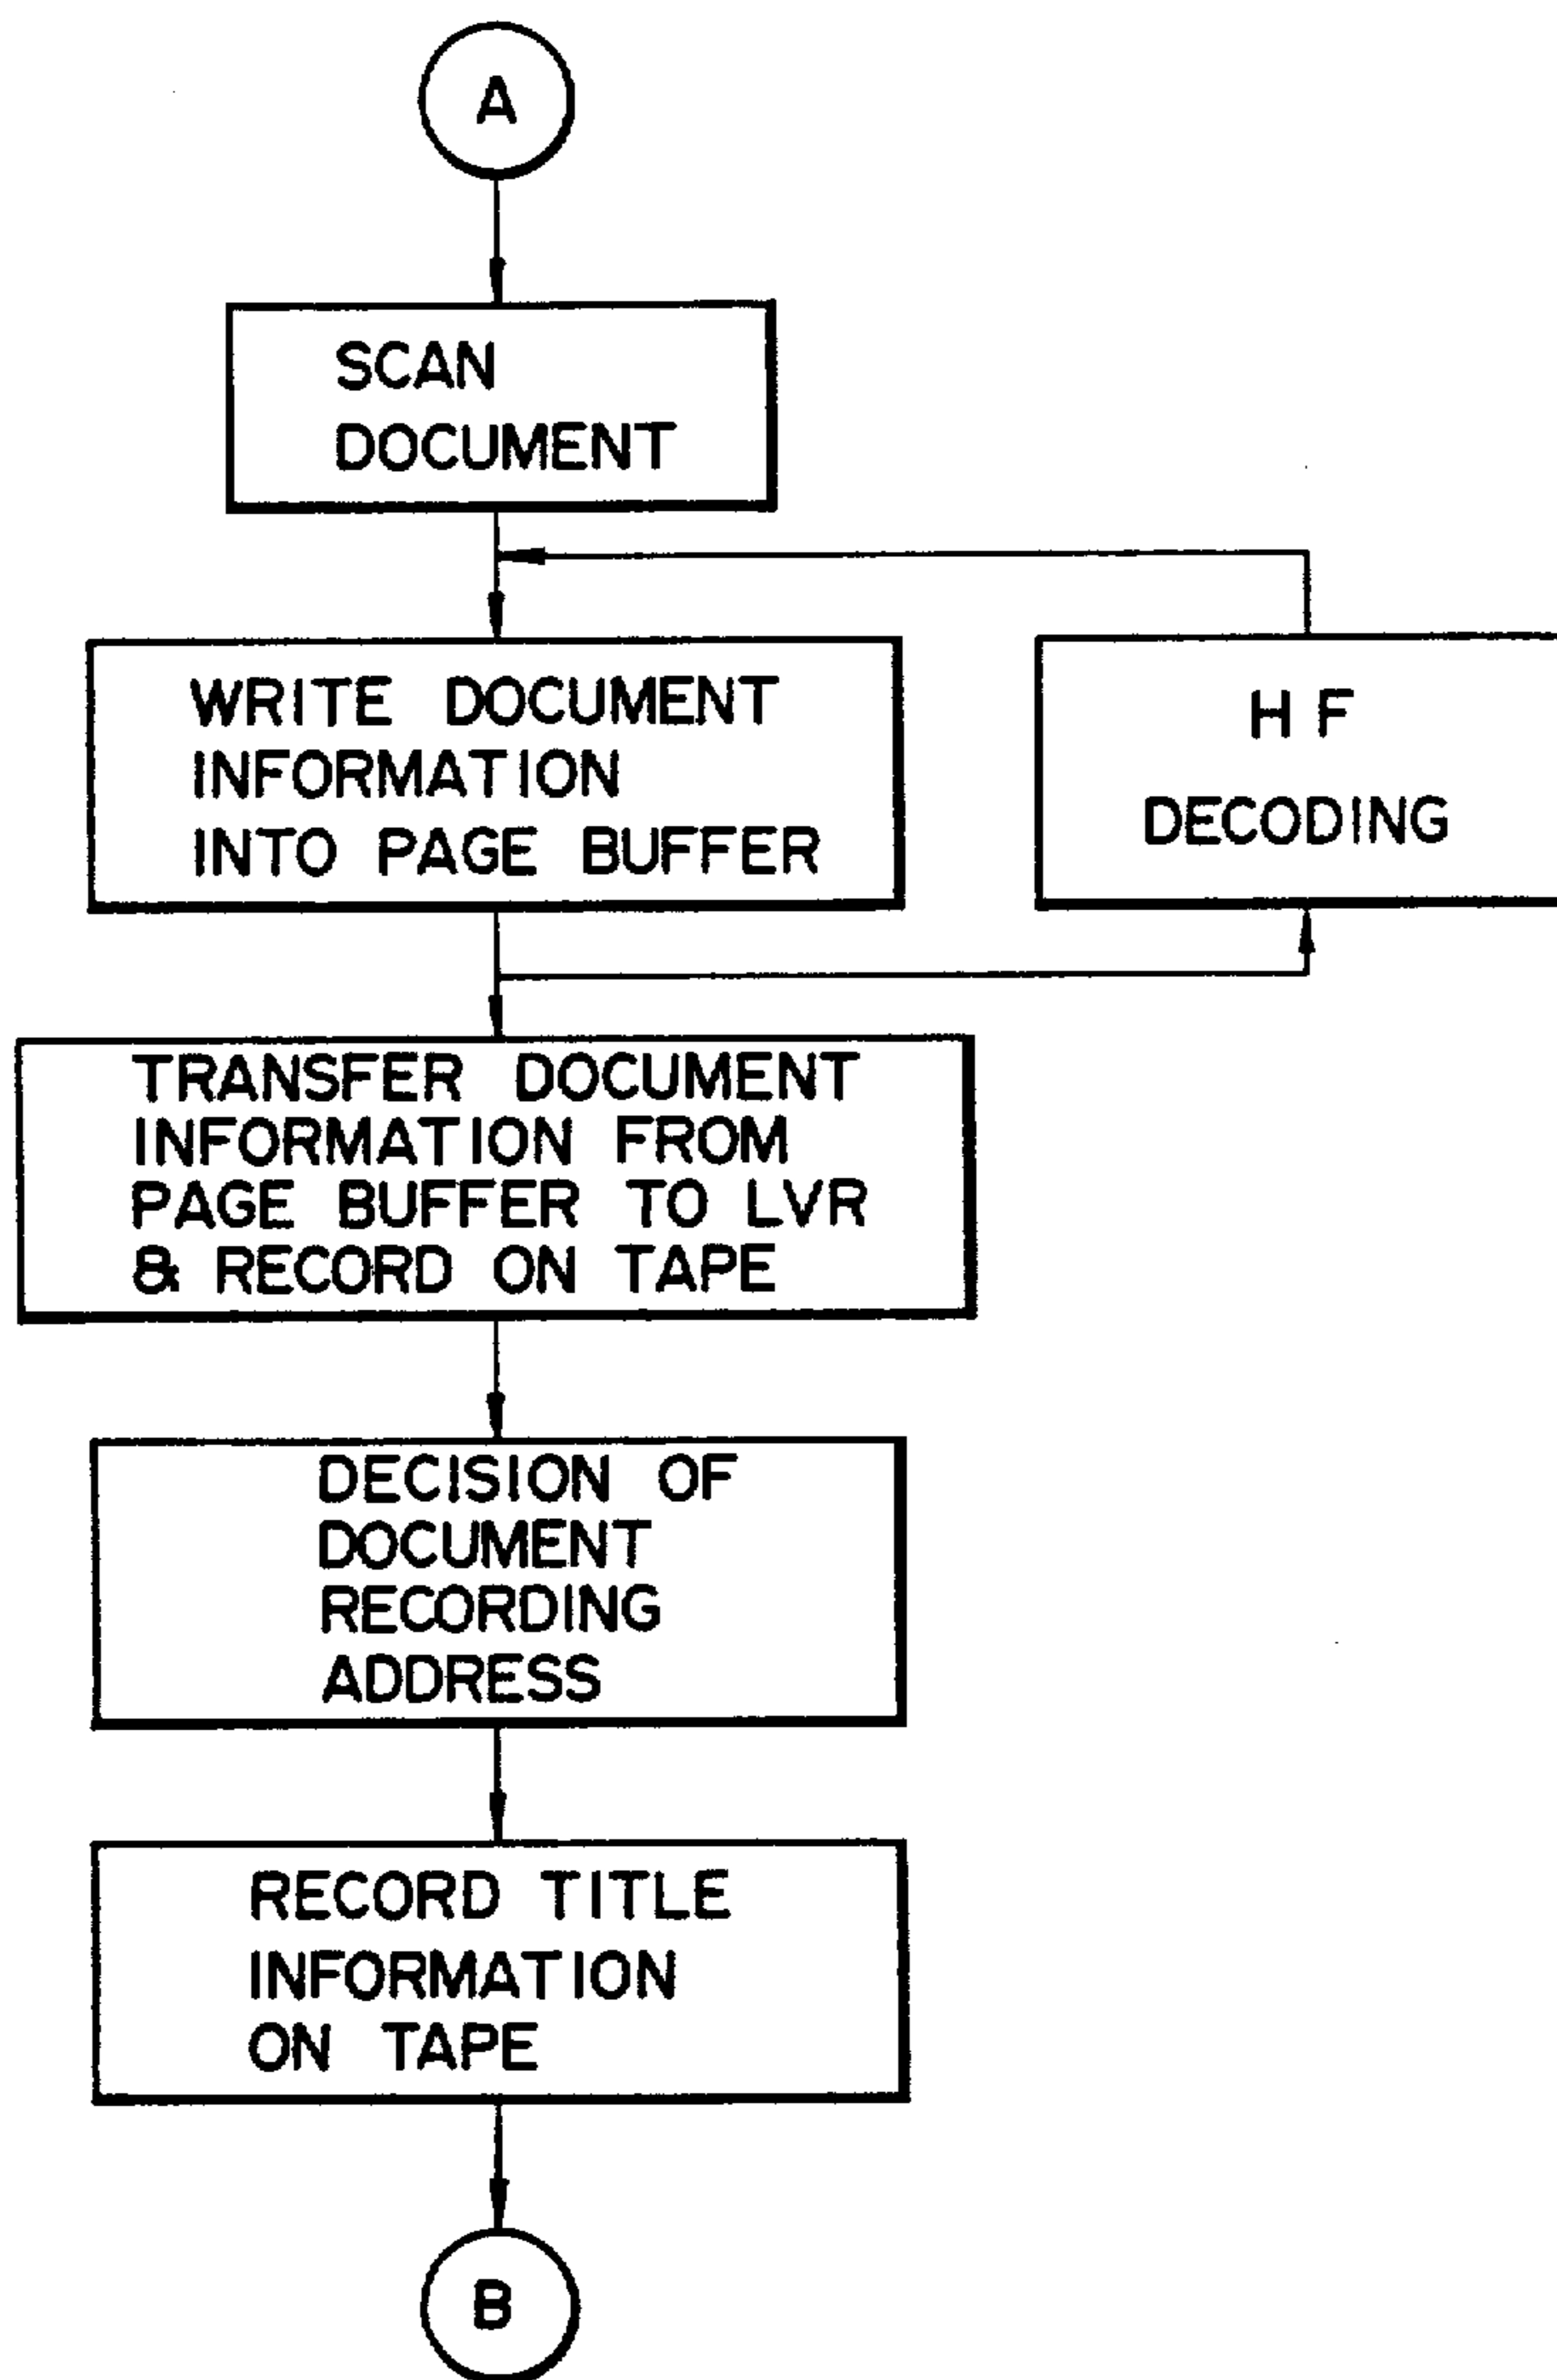 A
SCAN
DOCUMENT
WRITE DOCUMENT
INFORMATION
INTO PAGE BUFFER
HF
DECODING
TRANSFER DOCUMENT
INFORMATION FROM
PAGE BUFFER TO LVR
& RECORD ON TAPE
DECISION OF
DOCUMENT
RECORDING
ADDRESS
RECORD TITLE
INFORMATION
ON TAPE
B